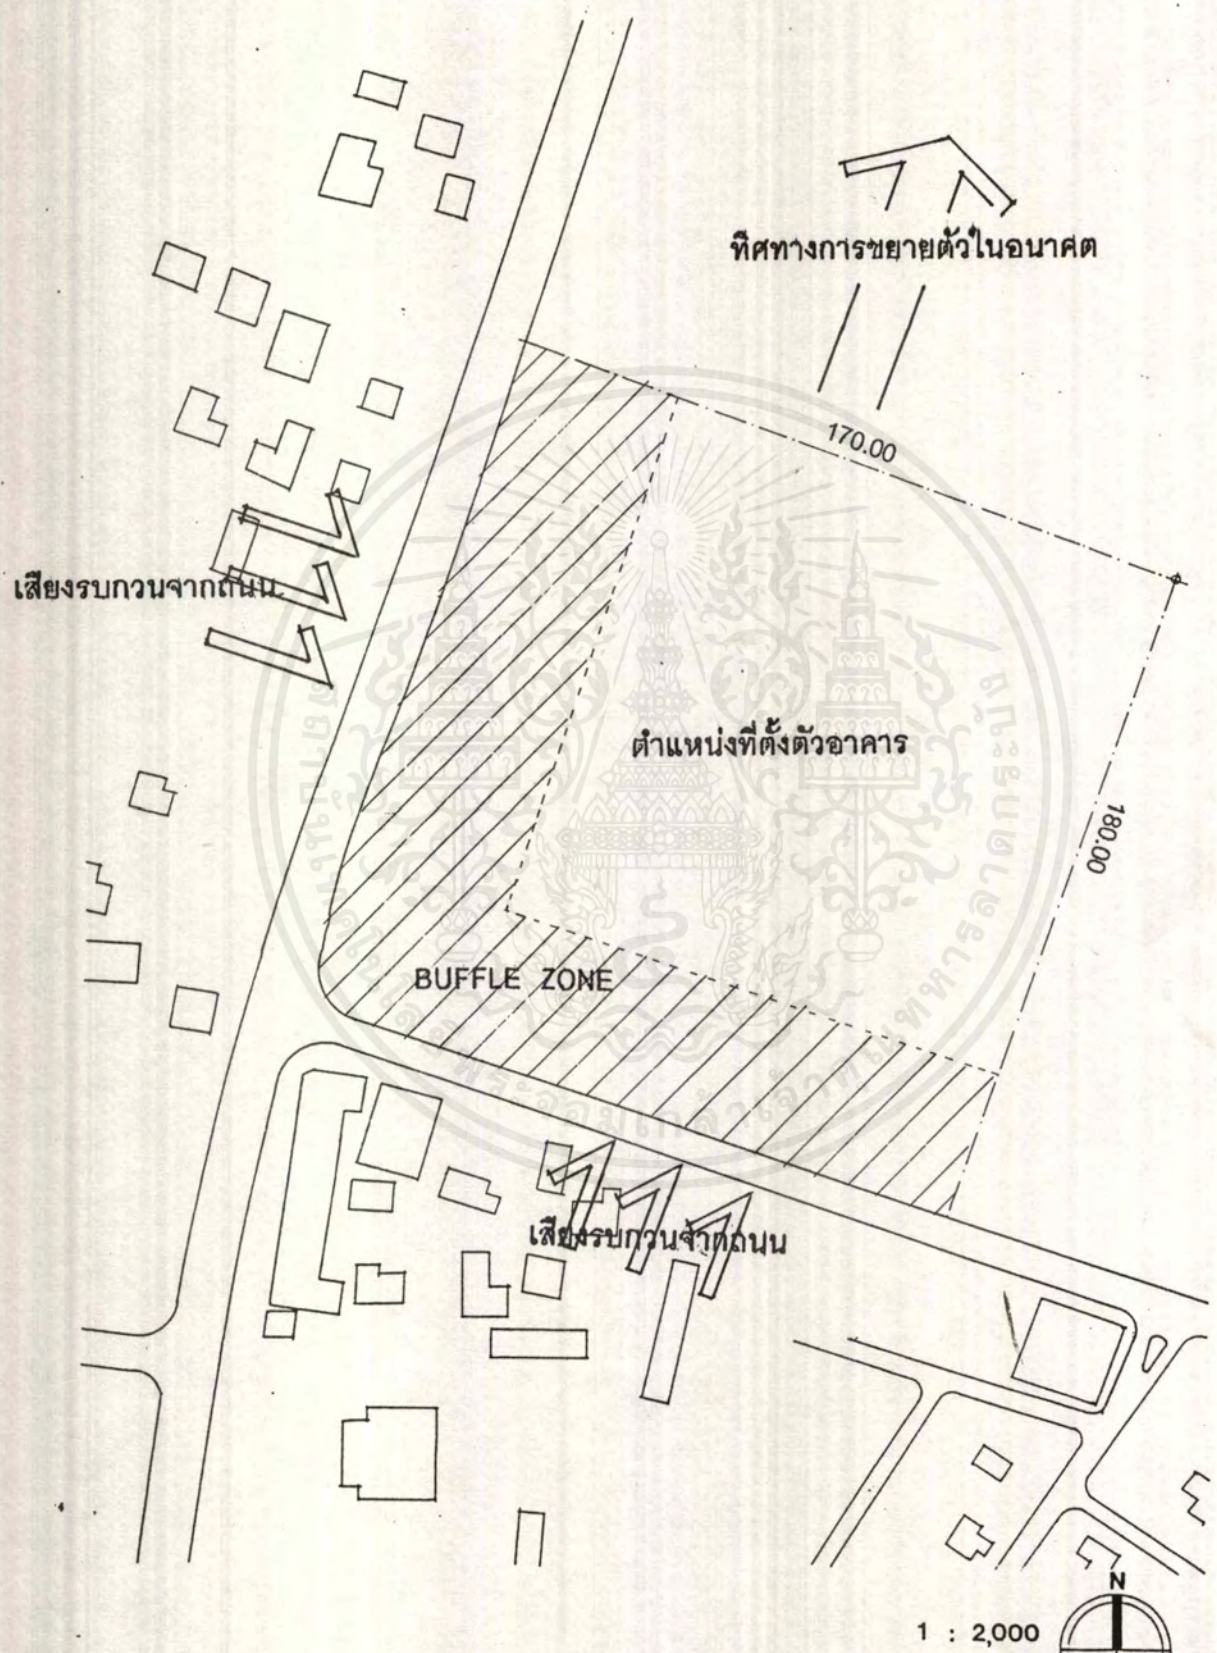 ทิศทางการขยายตัวในอนาคต
170.00
เสียงรบกวนจากถนน
ตำแหน่งที่ตั้งตัวอาคาร
180.00
BUFFLE ZONE
เสียงรบกวนจากถนน
N
1 : 2,000